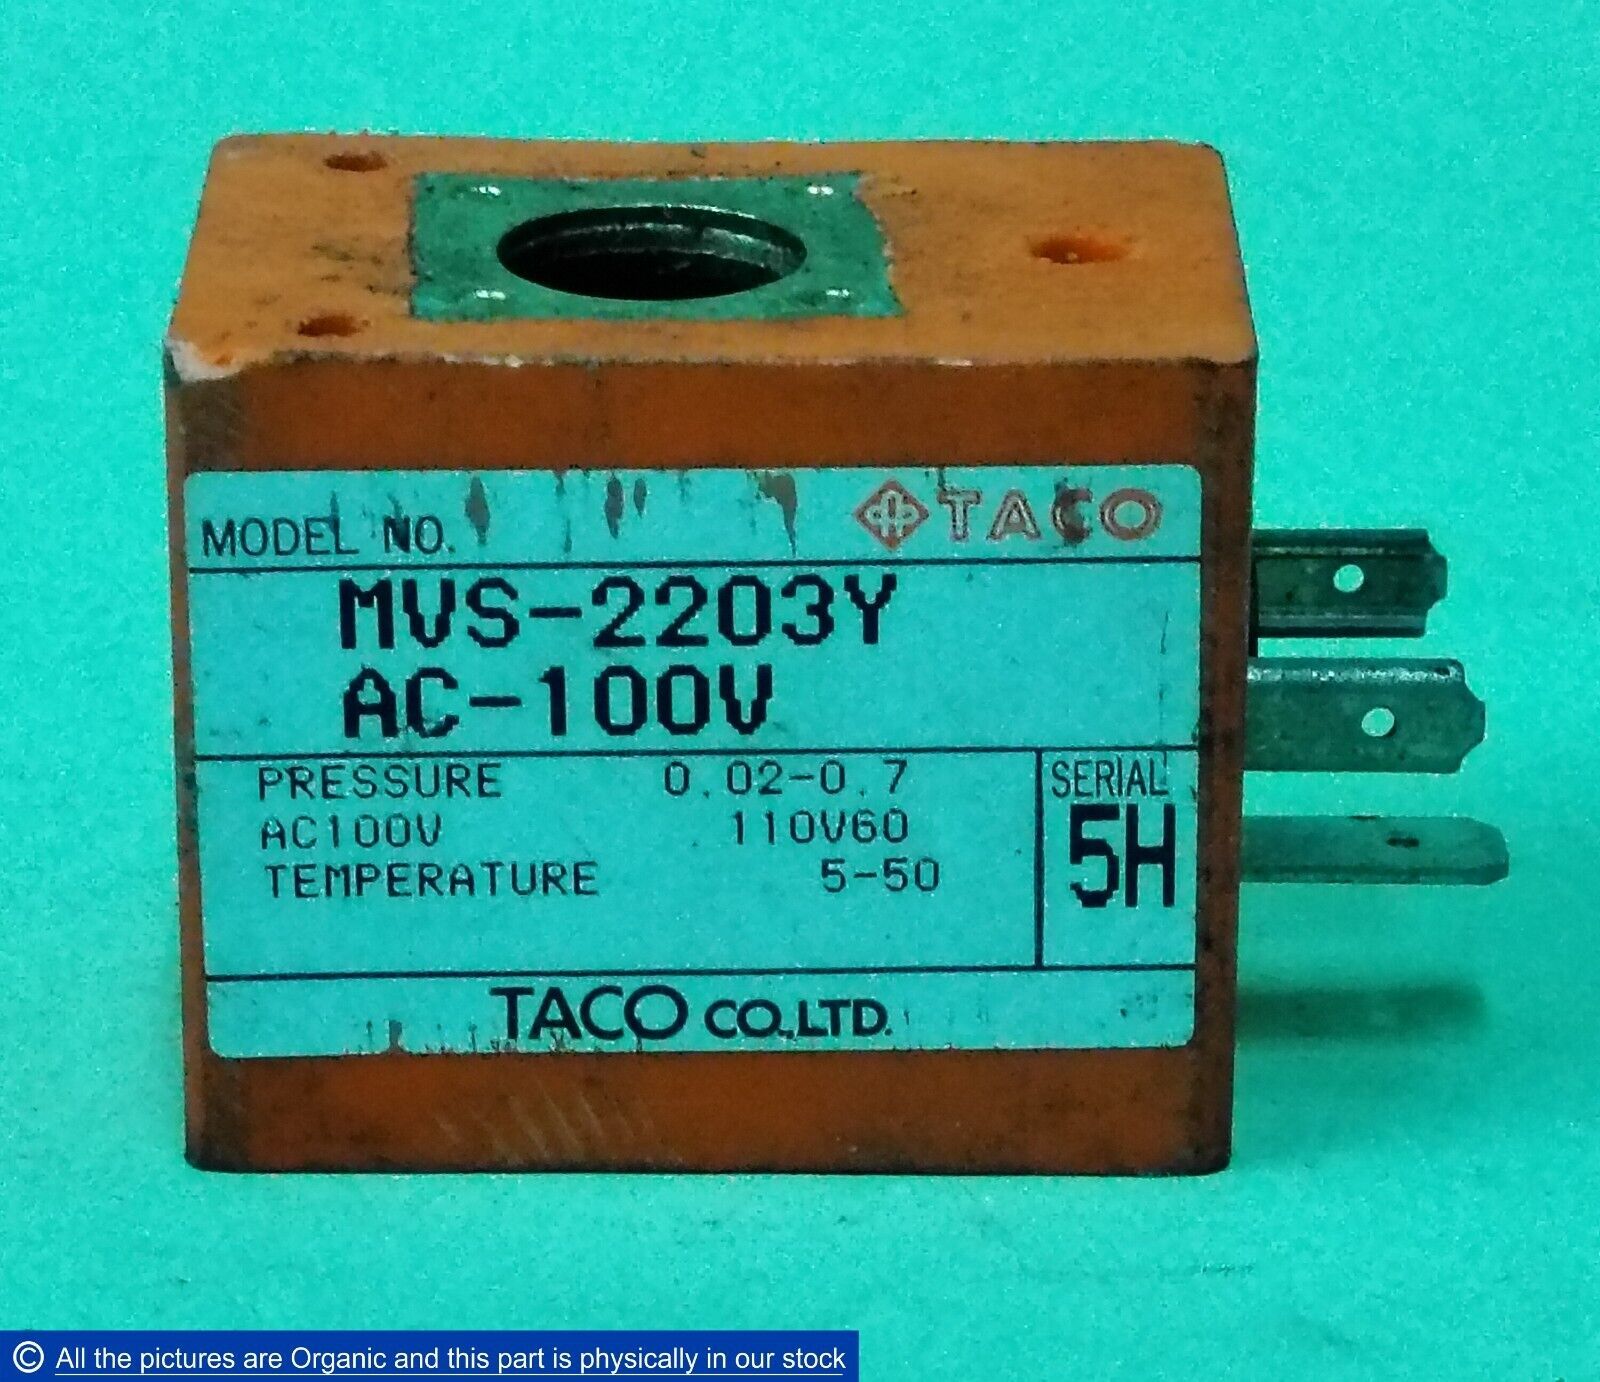 MODEL NO. TACO
MVS-2203Y
AC-100V
PRESSURE 0.02-0.7
AC100V 110V60
TEMPERATURE 5-50
SERIAL
5H
TACO CO.,LTD.
© All the pictures are Organic and this part is physically in our stock